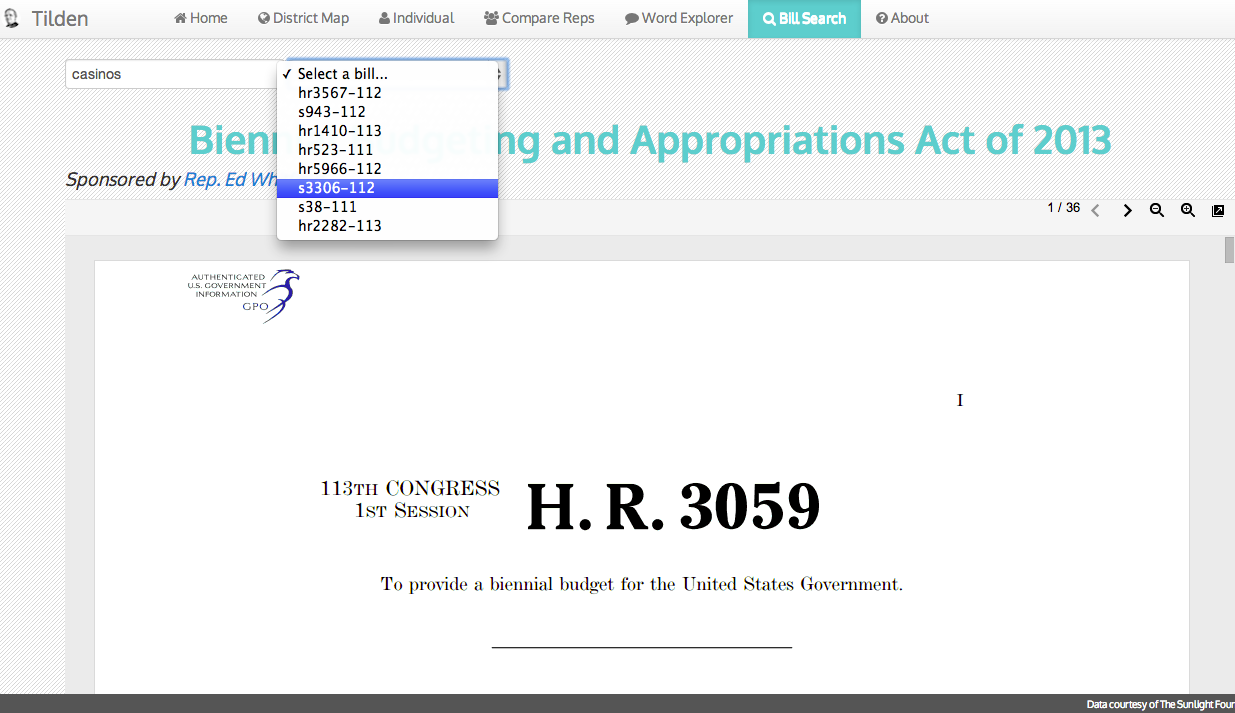 Tilden Home District Map Individual Compare Reps Word Explorer Bill Search About
casinos
✓ Select a bill...
hr3567-112
s943-112
hr1410-113
hr523-111
hr5966-112
s3306-112
s38-111
hr2282-113
Bienn ng and Appropriations Act of 2013
Sponsored by Rep. Ed Wh
1 / 36
AUTHENTICATED
U.S. GOVERNMENT
INFORMATION
GPO
I
113TH CONGRESS
1ST SESSION
H. R. 3059
To provide a biennial budget for the United States Government.
Data courtesy of The Sunlight Four